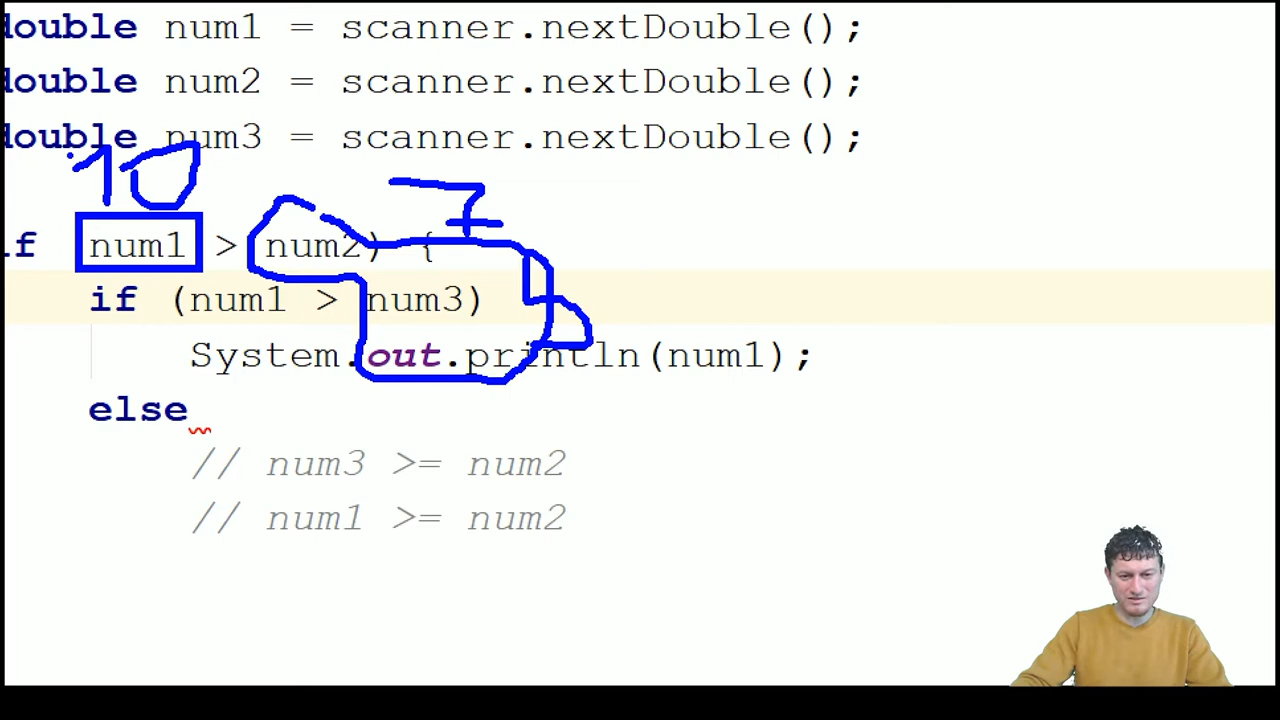 double num1 = scanner.nextDouble();
double num2 = scanner.nextDouble();
double num3 = scanner.nextDouble();
10
7
if num1 > num2) {
if (num1 > num3)
System.out.println(num1);
else
// num3 >= num2
// num1 >= num2